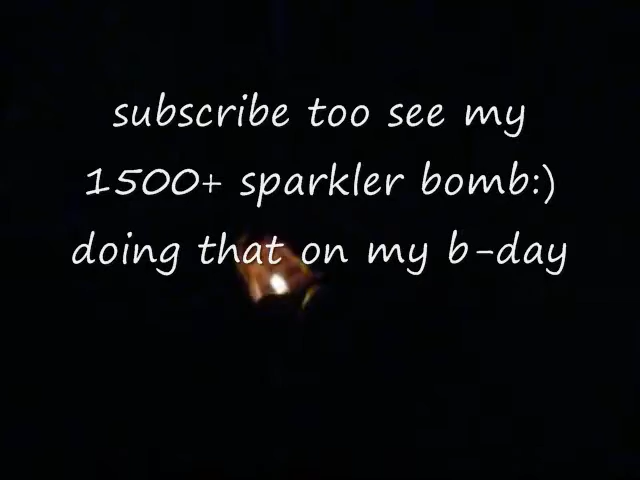 subscribe too see my
1500+ sparkler bomb:)
doing that on my b-day